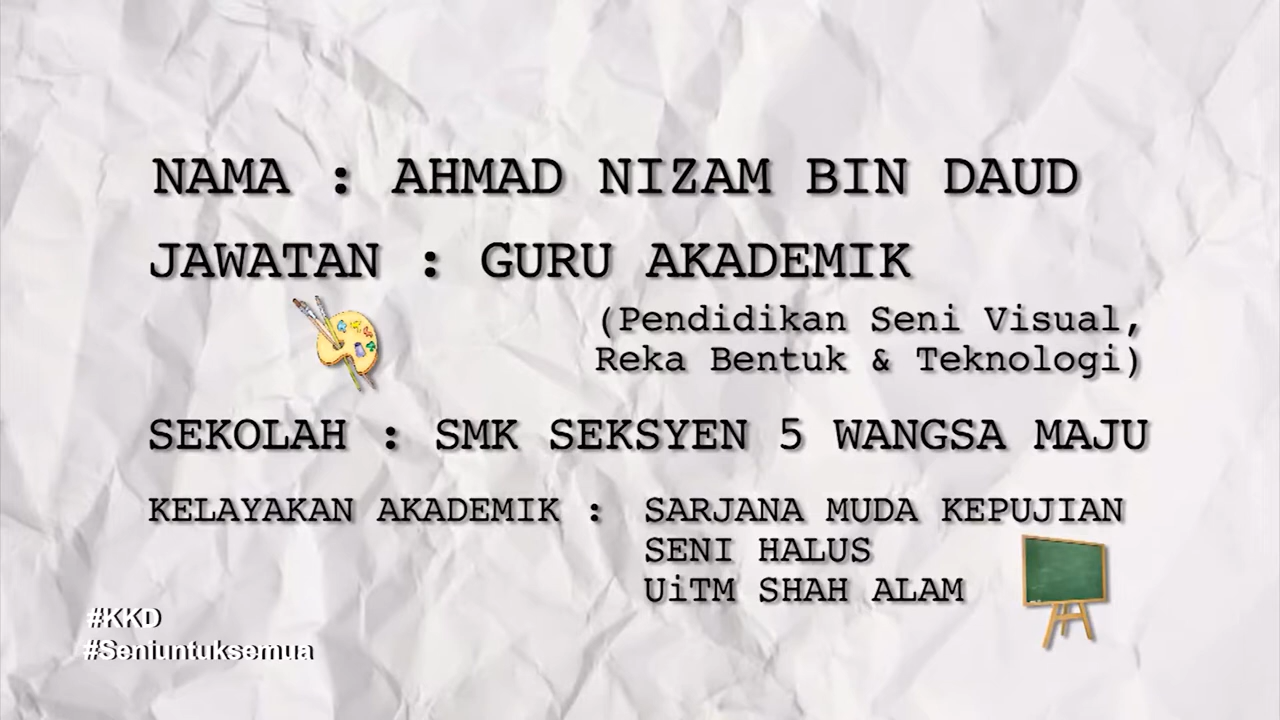 NAMA : AHMAD NIZAM BIN DAUD
JAWATAN : GURU AKADEMIK
(Pendidikan Seni Visual,
Reka Bentuk & Teknologi)
SEKOLAH : SMK SEKSYEN 5 WANGSA MAJU
KELAYAKAN AKADEMIK : SARJANA MUDA KEPUJIAN
SENI HALUS
UiTM SHAH ALAM
#KKD
#Seniuntuksemua